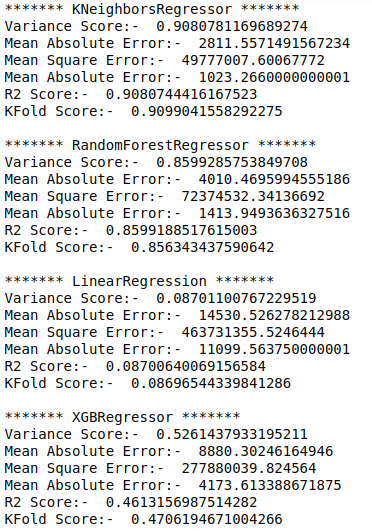 ******* KNeighborsRegressor *******
Variance Score:-  0.9080781169689274
Mean Absolute Error:-  2811.5571491567234
Mean Square Error:-  49777007.60067772
Mean Absolute Error:-  1023.2660000000001
R2 Score:-  0.9080744416167523
KFold Score:-  0.9099041558292275
******* RandomForestRegressor *******
Variance Score:-  0.8599285753849708
Mean Absolute Error:-  4010.4695994555186
Mean Square Error:-  72374532.34136692
Mean Absolute Error:-  1413.9493636327516
R2 Score:-  0.8599188517615003
KFold Score:-  0.856343437590642
******* LinearRegression *******
Variance Score:-  0.08701100767229519
Mean Absolute Error:-  14530.526278212988
Mean Square Error:-  463731355.5246444
Mean Absolute Error:-  11099.563750000001
R2 Score:-  0.08700640069156584
KFold Score:-  0.08696544339841286
******* XGBRegressor *******
Variance Score:-  0.5261437933195211
Mean Absolute Error:-  8880.30246164946
Mean Square Error:-  277880039.824564
Mean Absolute Error:-  4173.613388671875
R2 Score:-  0.4613156987514282
KFold Score:-  0.4706194671004266